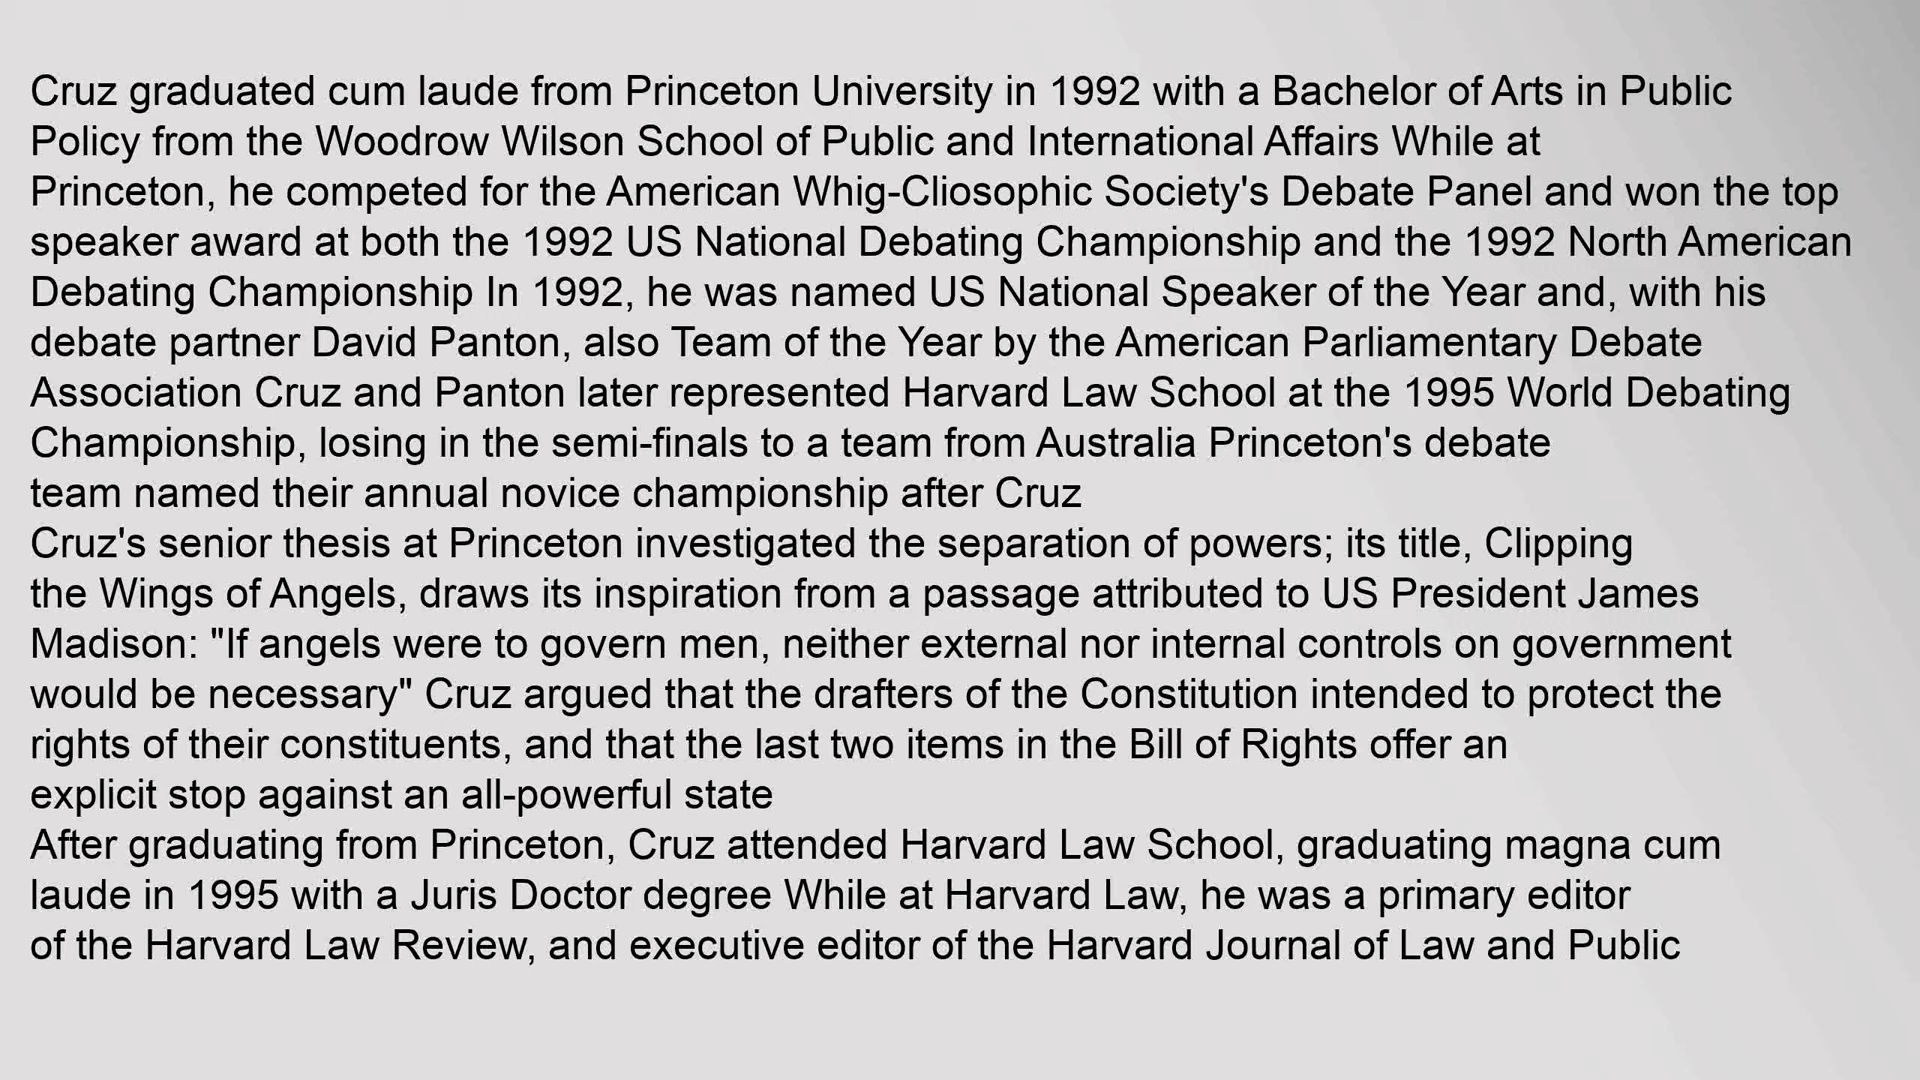 Cruz graduated cum laude from Princeton University in 1992 with a Bachelor of Arts in Public
Policy from the Woodrow Wilson School of Public and International Affairs While at
Princeton, he competed for the American Whig-Cliosophic Society's Debate Panel and won the top
speaker award at both the 1992 US National Debating Championship and the 1992 North American
Debating Championship In 1992, he was named US National Speaker of the Year and, with his
debate partner David Panton, also Team of the Year by the American Parliamentary Debate
Association Cruz and Panton later represented Harvard Law School at the 1995 World Debating
Championship, losing in the semi-finals to a team from Australia Princeton's debate
team named their annual novice championship after Cruz
Cruz's senior thesis at Princeton investigated the separation of powers; its title, Clipping
the Wings of Angels, draws its inspiration from a passage attributed to US President James
Madison: "If angels were to govern men, neither external nor internal controls on government
would be necessary" Cruz argued that the drafters of the Constitution intended to protect the
rights of their constituents, and that the last two items in the Bill of Rights offer an
explicit stop against an all-powerful state
After graduating from Princeton, Cruz attended Harvard Law School, graduating magna cum
laude in 1995 with a Juris Doctor degree While at Harvard Law, he was a primary editor
of the Harvard Law Review, and executive editor of the Harvard Journal of Law and Public